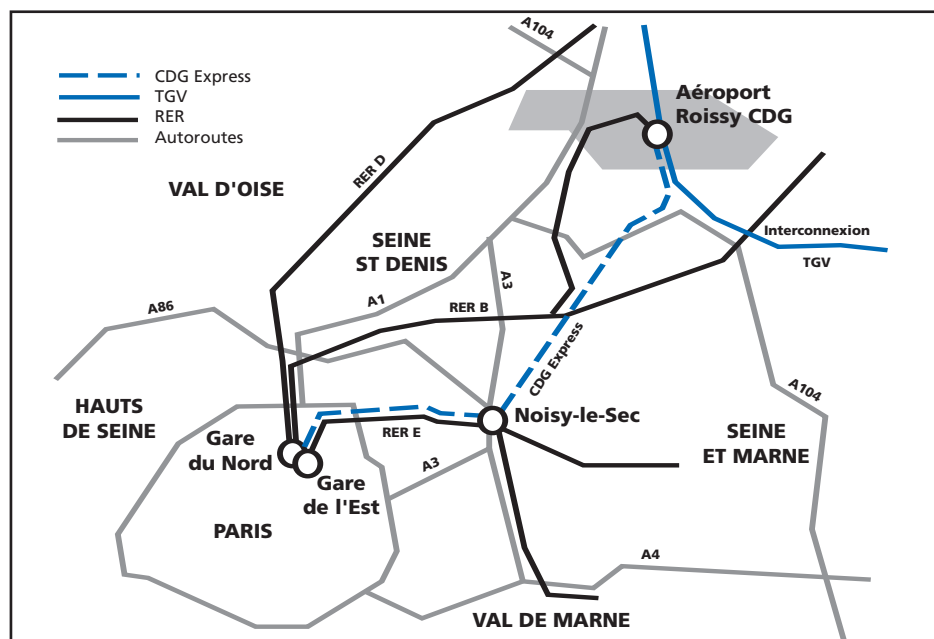 A104
CDG Express
TGV
RER
Autoroutes
Aéroport
Roissy CDG
RER D
VAL D'OISE
Interconnexion
TGV
SEINE
ST DENIS
A3
A86
A1
RER B
CDG Express
A104
HAUTS
DE SEINE
Noisy-le-Sec
RER E
SEINE
ET MARNE
Gare
du Nord
A3
Gare
de l'Est
PARIS
A4
VAL DE MARNE